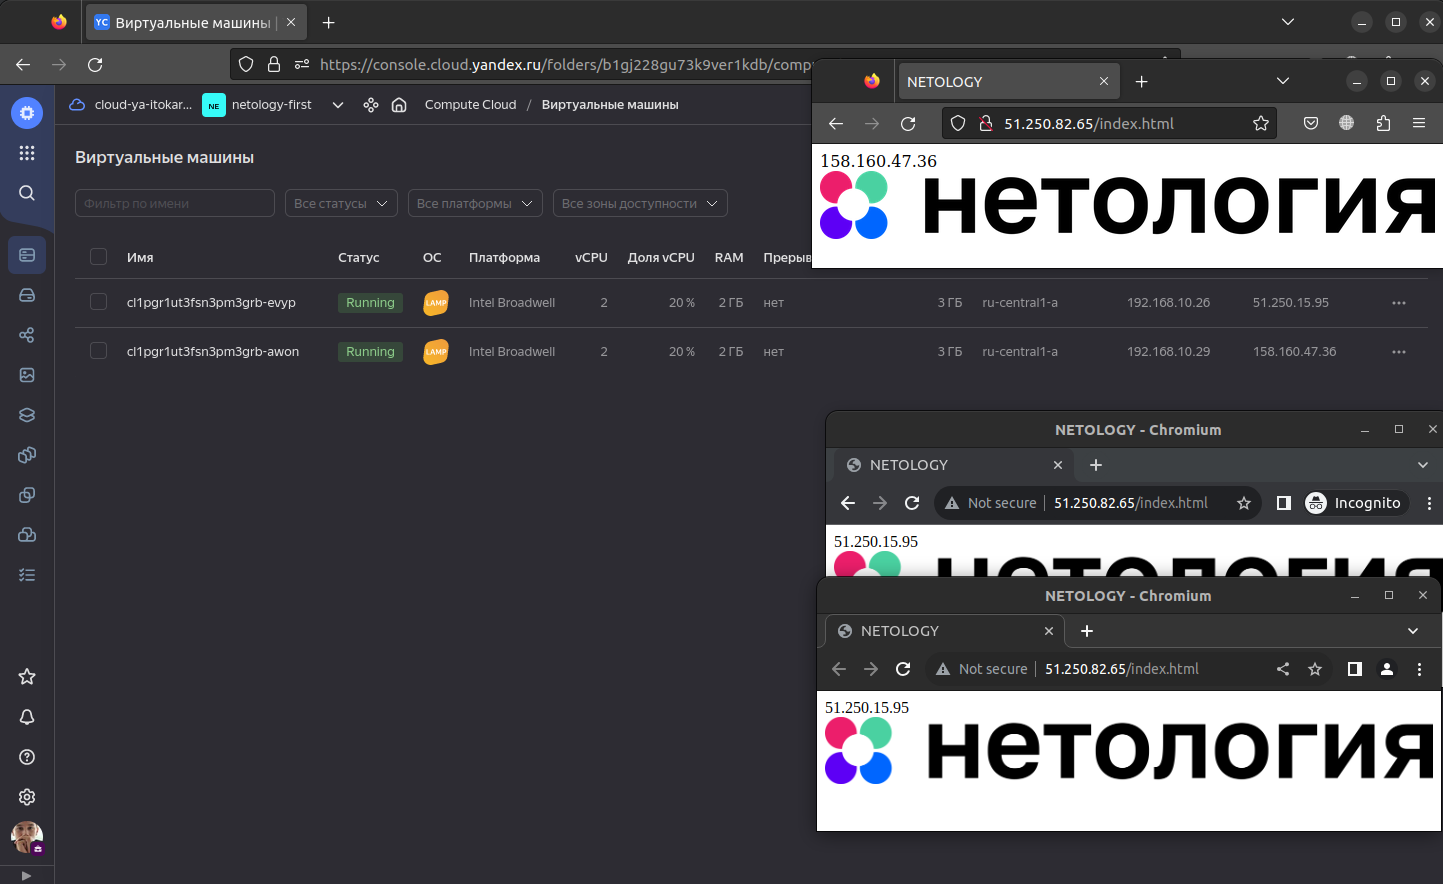 YC Виртуальные машины |
https://console.cloud.yandex.ru/folders/b1gj228gu73k9ver1kdb/compu
cloud-ya-itokar...
NE netology-first
Compute Cloud / Виртуальные машины
Виртуальные машины
Фильтр по имени
Все статусы
Все платформы
Все зоны доступности
Имя Статус ОС Платформа vCPU Доля vCPU RAM Прерыв
cl1pgr1ut3fsn3pm3grb-evyp Running LAMP Intel Broadwell 2 20 % 2 ГБ нет 3 ГБ ru-central1-a 192.168.10.26 51.250.15.95
cl1pgr1ut3fsn3pm3grb-awon Running LAMP Intel Broadwell 2 20 % 2 ГБ нет 3 ГБ ru-central1-a 192.168.10.29 158.160.47.36
NETOLOGY
51.250.82.65/index.html
158.160.47.36
нетология
NETOLOGY - Chromium
NETOLOGY
Not secure 51.250.82.65/index.html Incognito
51.250.15.95
нетология
NETOLOGY - Chromium
NETOLOGY
Not secure 51.250.82.65/index.html
51.250.15.95
нетология